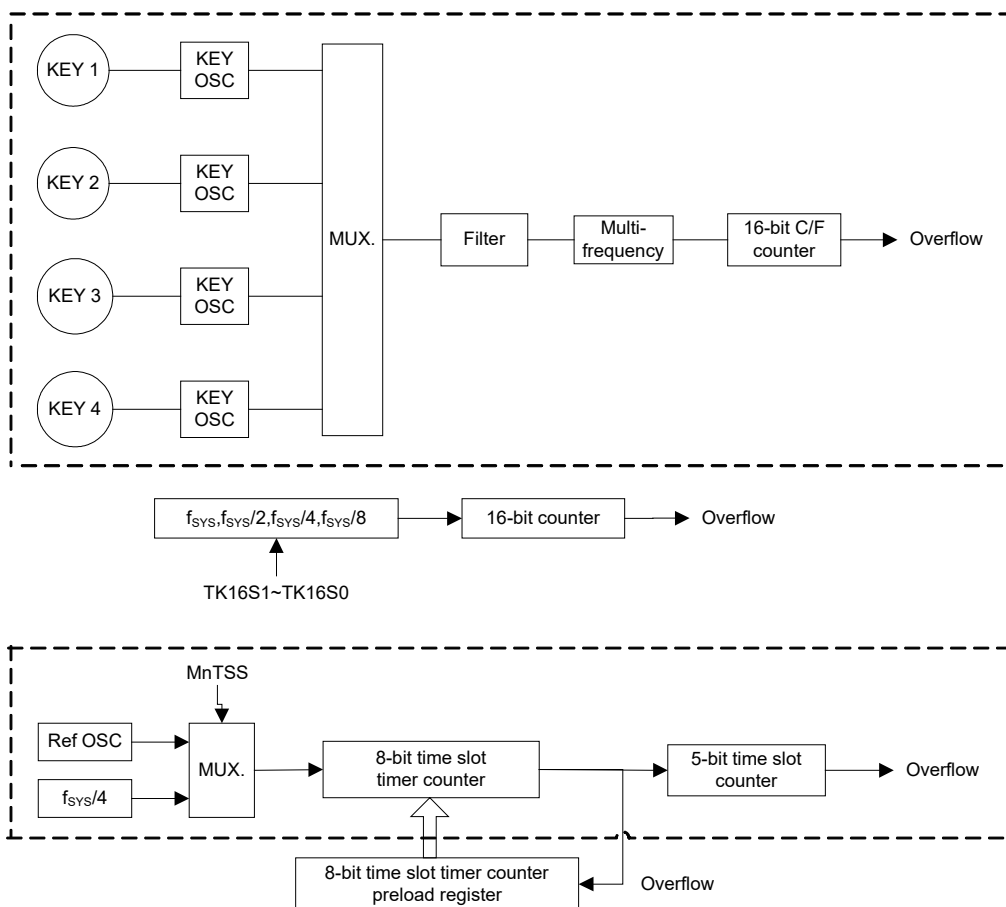 KEY 1
KEY
OSC
KEY 2
KEY
OSC
MUX.
Filter
Multi-
frequency
16-bit C/F
counter
Overflow
KEY 3
KEY
OSC
KEY 4
KEY
OSC
fSYS,fSYS/2,fSYS/4,fSYS/8
16-bit counter
Overflow
TK16S1~TK16S0
MnTSS
Ref OSC
fSYS/4
MUX.
8-bit time slot
timer counter
5-bit time slot
counter
Overflow
8-bit time slot timer counter
preload register
Overflow